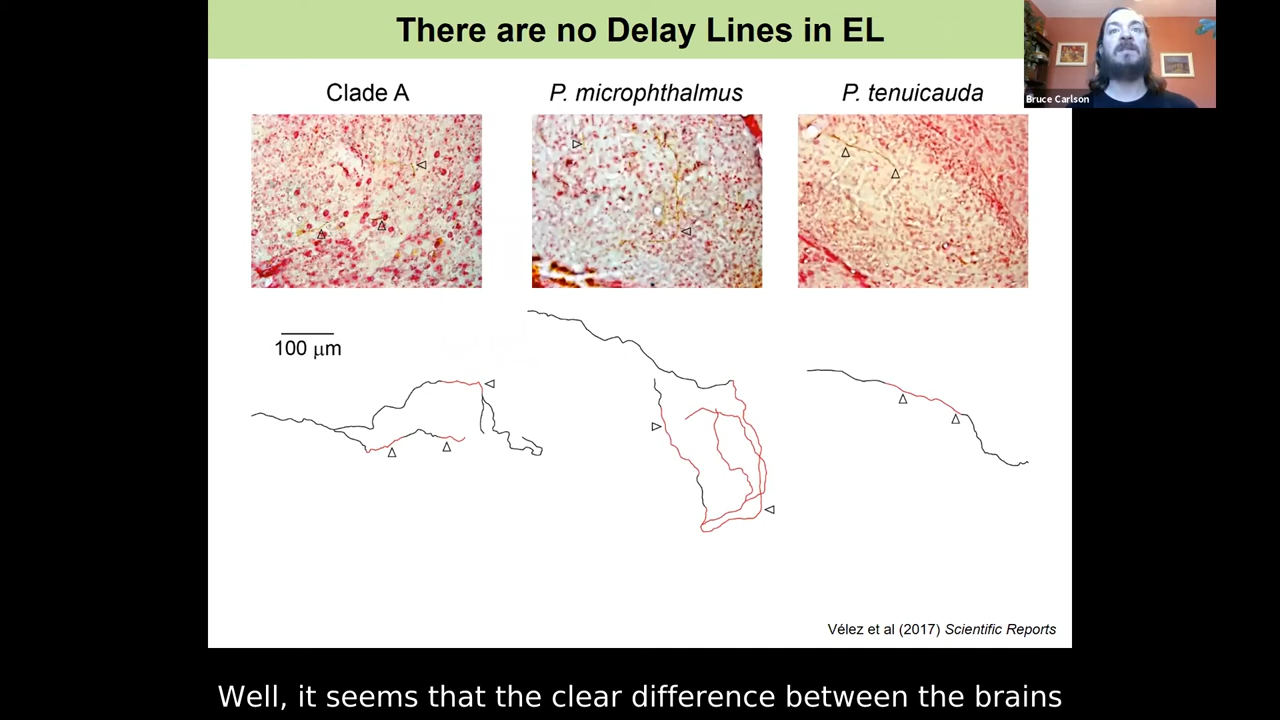 There are no Delay Lines in EL
Bruce Carlson
Clade A
P. microphthalmus
P. tenuicauda
100 μm
Vélez et al (2017) Scientific Reports
Well, it seems that the clear difference between the brains